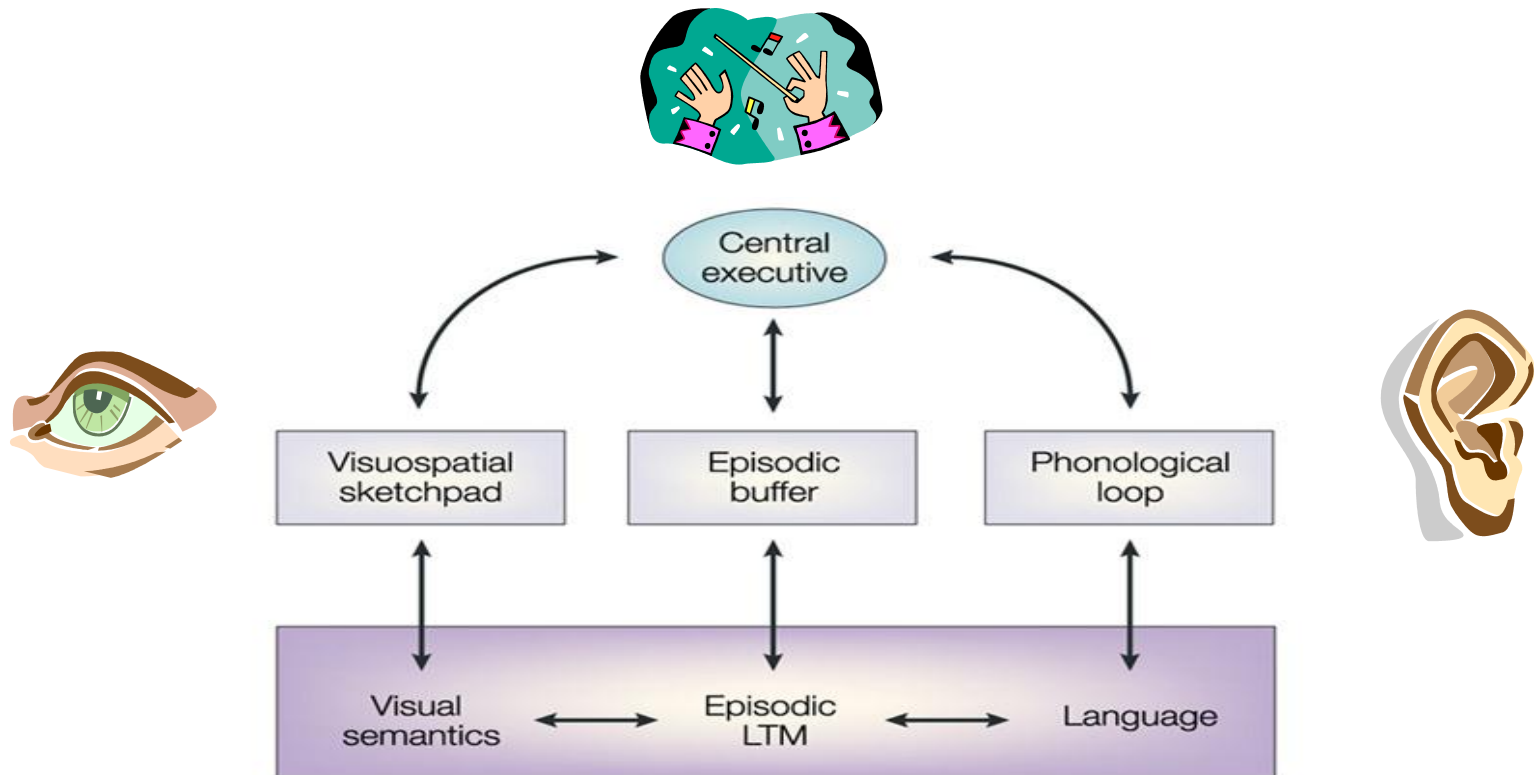 Central
executive
Visuospatial
sketchpad
Episodic
buffer
Phonological
loop
Visual
semantics
Episodic
LTM
Language